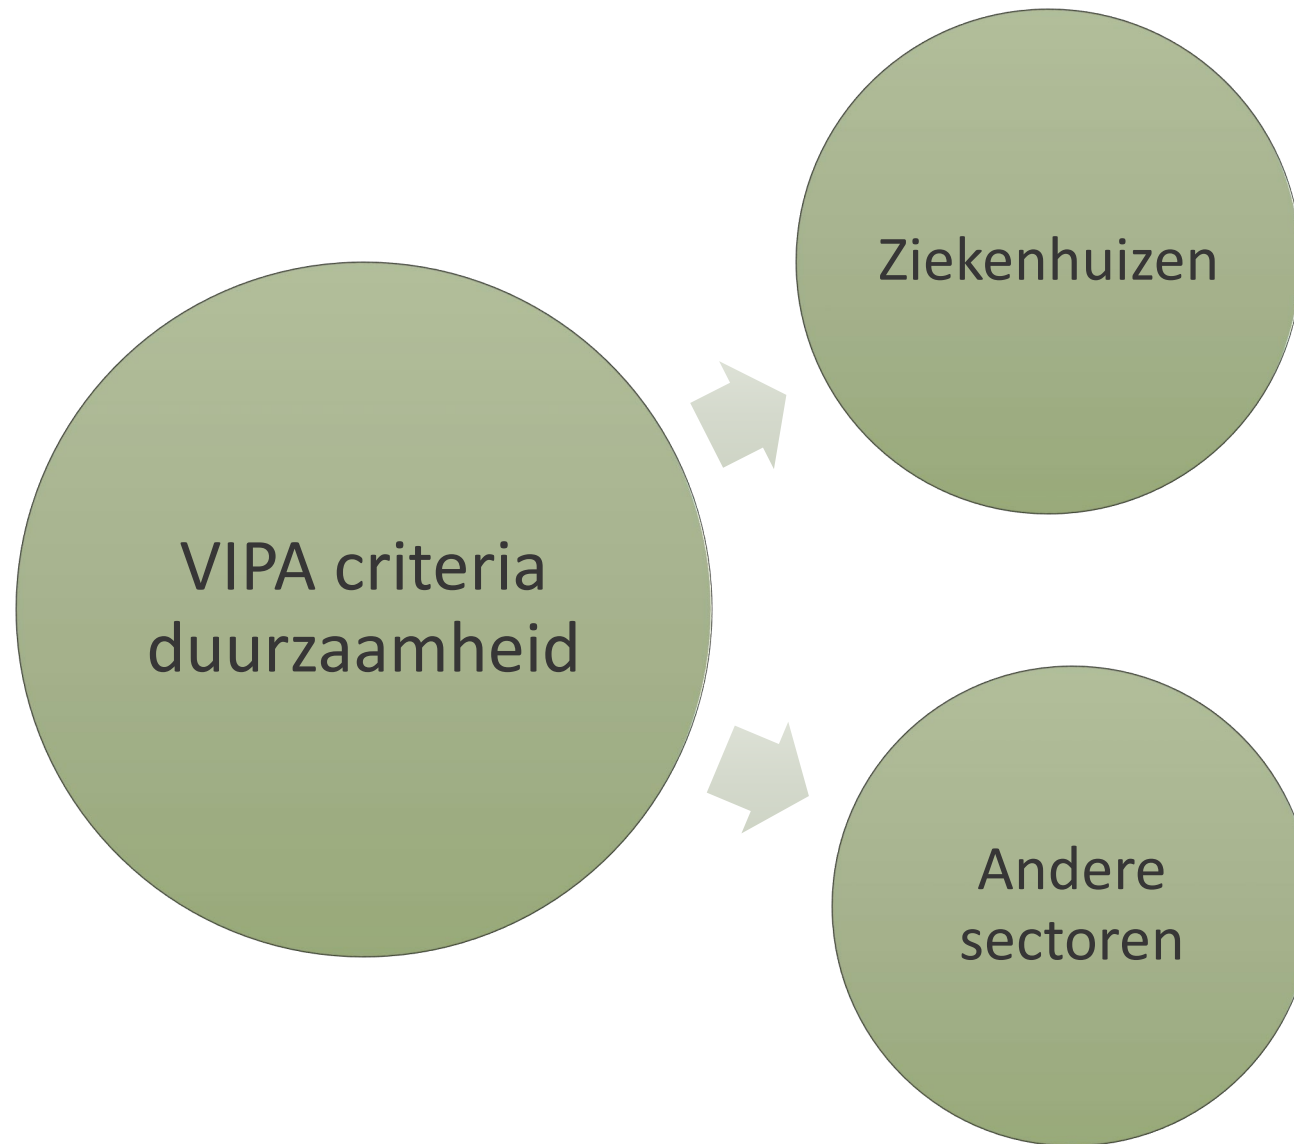 Ziekenhuizen
VIPA criteria
duurzaamheid
Andere
sectoren